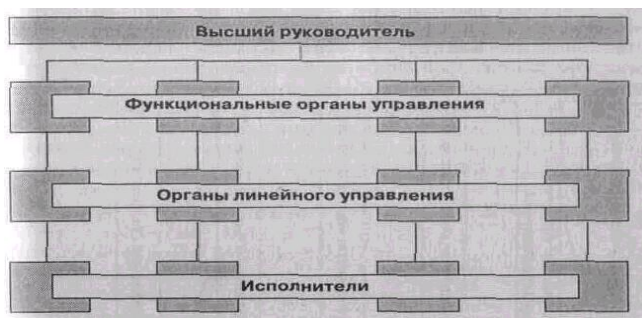 Высший руководитель
Функциональные органы управления
Органы линейного управления
Исполнители